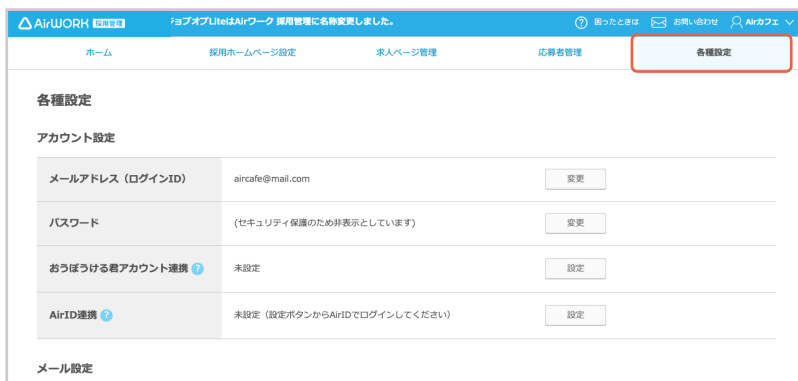 AirWORK 採用管理 ジョブオプLiteはAirワーク 採用管理に名称変更しました。 ? 困ったときは お問い合わせ Airカフェ
ホーム 採用ホームページ設定 求人ページ管理 応募者管理 各種設定
各種設定
アカウント設定
メールアドレス（ログインID） aircafe@mail.com 変更
パスワード (セキュリティ保護のため非表示としています) 変更
おうぼうける君アカウント連携 ? 未設定 設定
AirID連携 ? 未設定（設定ボタンからAirIDでログインしてください） 設定
メール設定